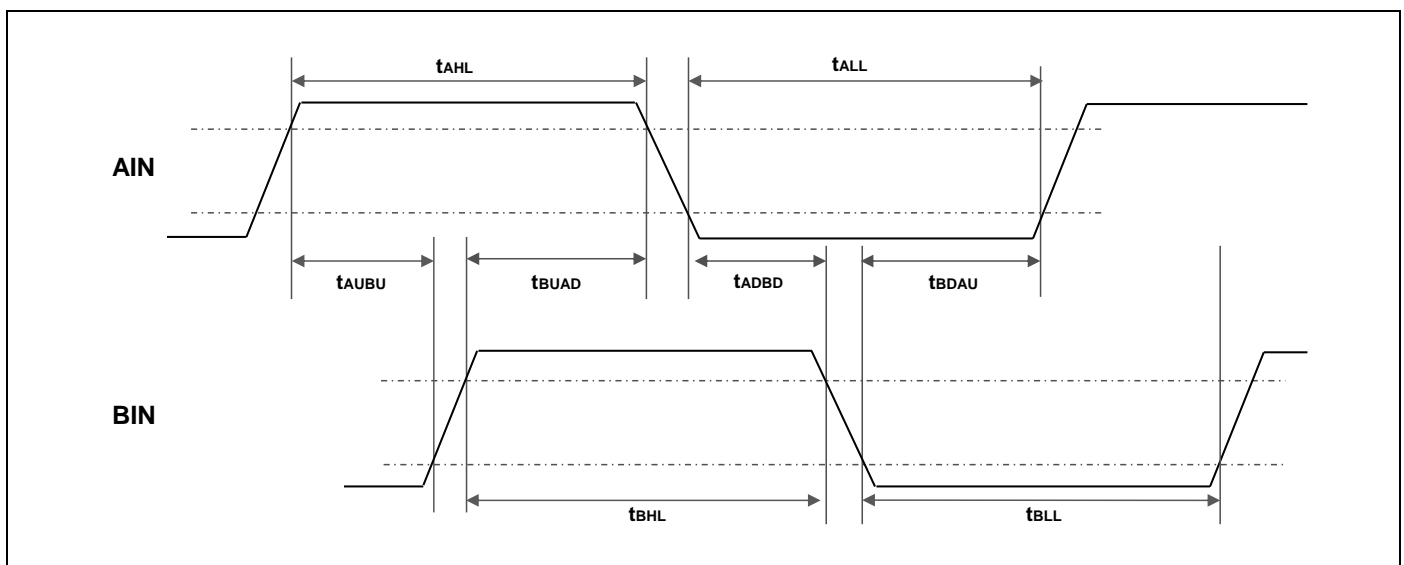 tAHL tALL
AIN
tAUBU tBUAD tADBD tBDAU
BIN
tBHL tBLL